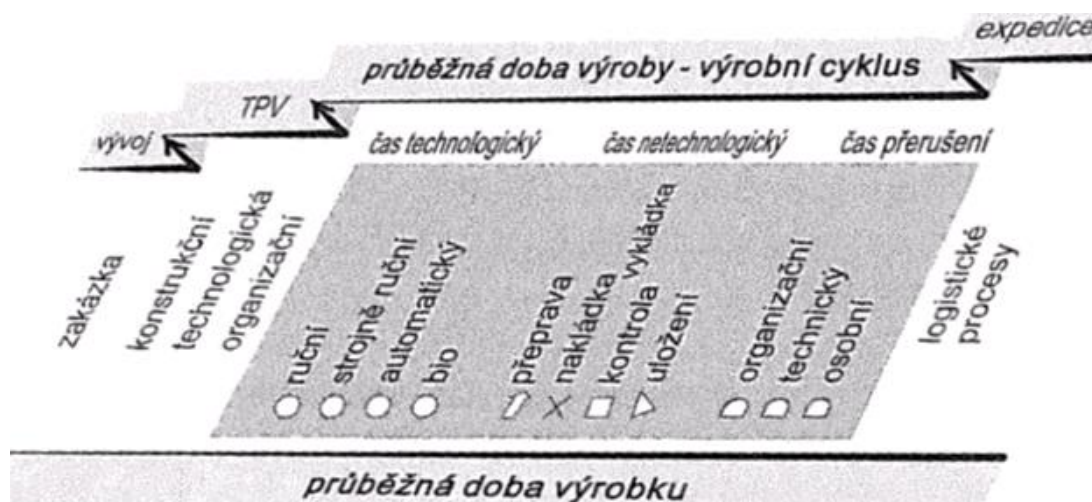 expedice
průběžná doba výroby - výrobní cyklus
TPV
vývoj
čas technologický
čas netechnologický
čas přerušení
zakázka
konstrukční
technologická
organizační
ruční
strojně ruční
automatický
bio
přeprava
nakládka
kontrola vykládka
uložení
organizační
technický
osobní
logistické
procesy
průběžná doba výrobku